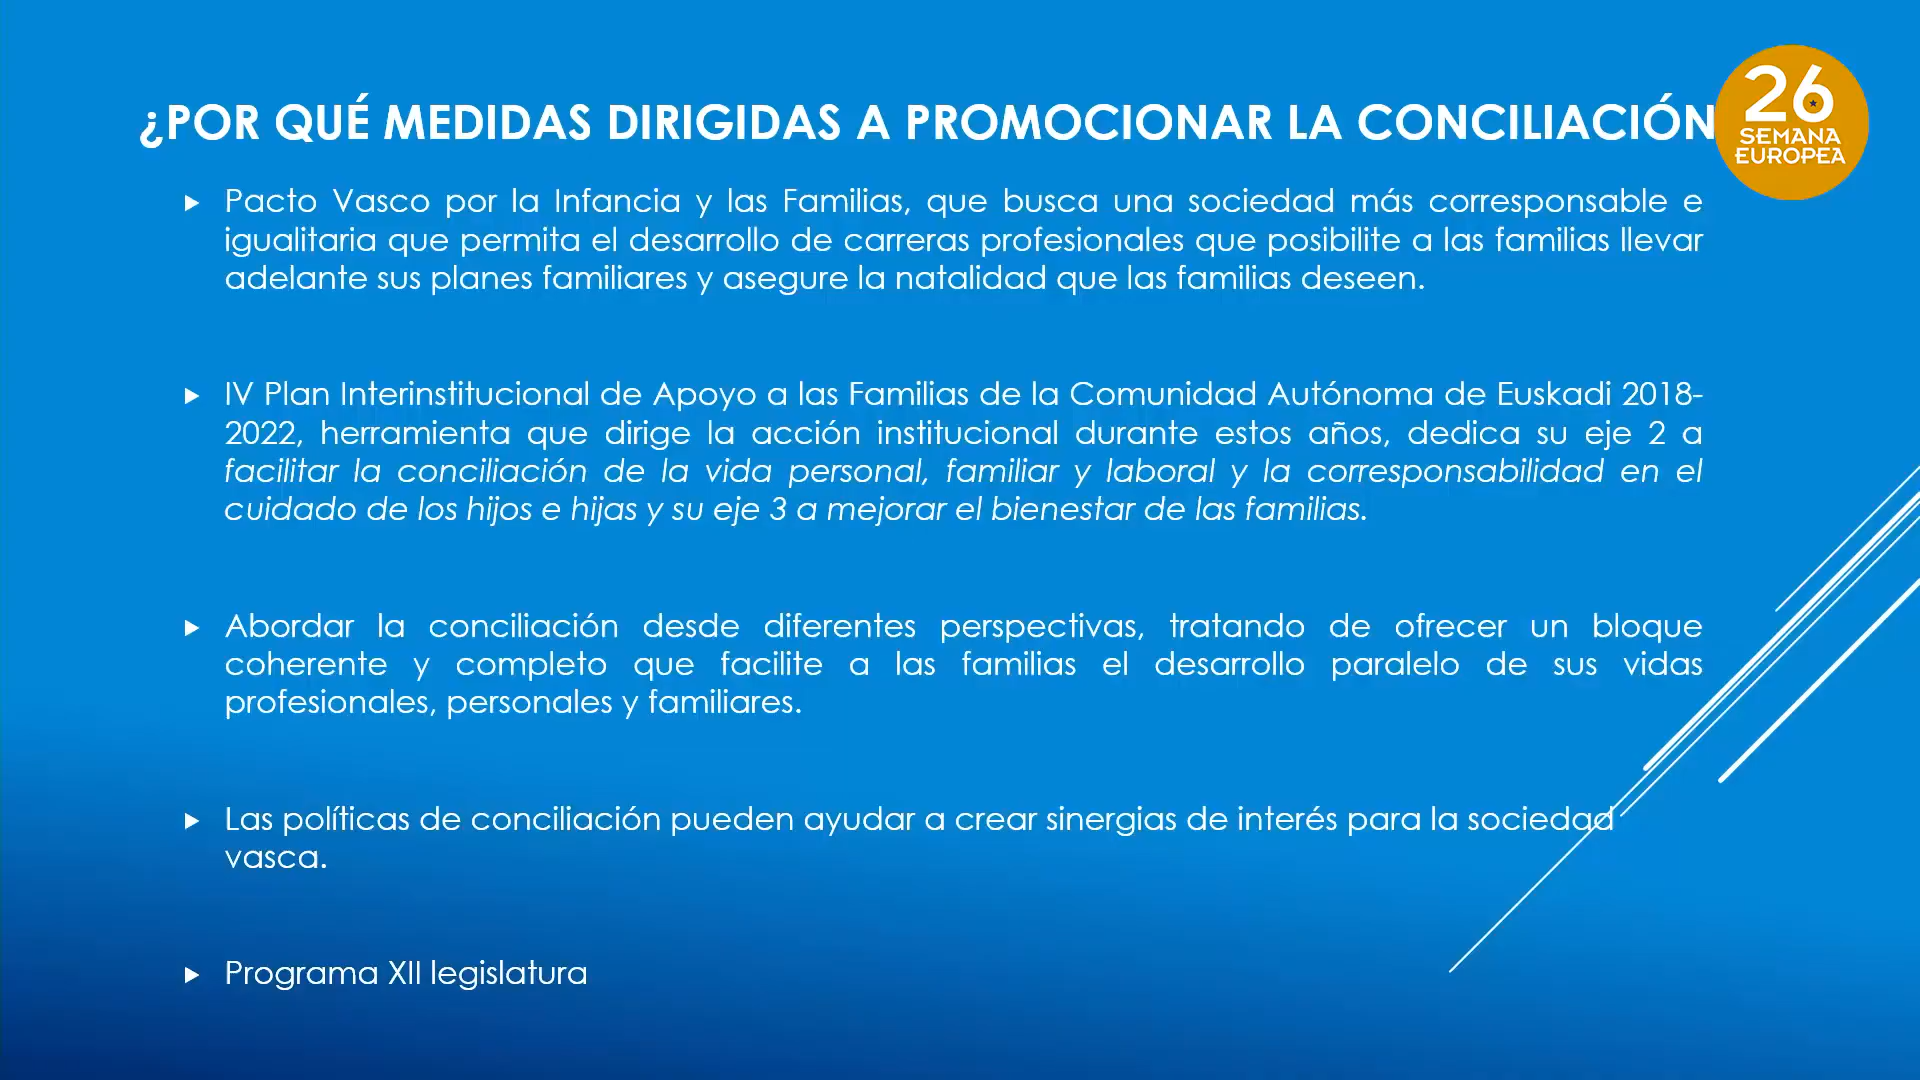 ¿POR QUÉ MEDIDAS DIRIGIDAS A PROMOCIONAR LA CONCILIACIÓN
26
SEMANA
EUROPEA
Pacto Vasco por la Infancia y las Familias, que busca una sociedad más corresponsable e
igualitaria que permita el desarrollo de carreras profesionales que posibilite a las familias llevar
adelante sus planes familiares y asegure la natalidad que las familias deseen.
IV Plan Interinstitucional de Apoyo a las Familias de la Comunidad Autónoma de Euskadi 2018-
2022, herramienta que dirige la acción institucional durante estos años, dedica su eje 2 a
facilitar la conciliación de la vida personal, familiar y laboral y la corresponsabilidad en el
cuidado de los hijos e hijas y su eje 3 a mejorar el bienestar de las familias.
Abordar la conciliación desde diferentes perspectivas, tratando de ofrecer un bloque
coherente y completo que facilite a las familias el desarrollo paralelo de sus vidas
profesionales, personales y familiares.
Las políticas de conciliación pueden ayudar a crear sinergias de interés para la sociedad
vasca.
Programa XII legislatura